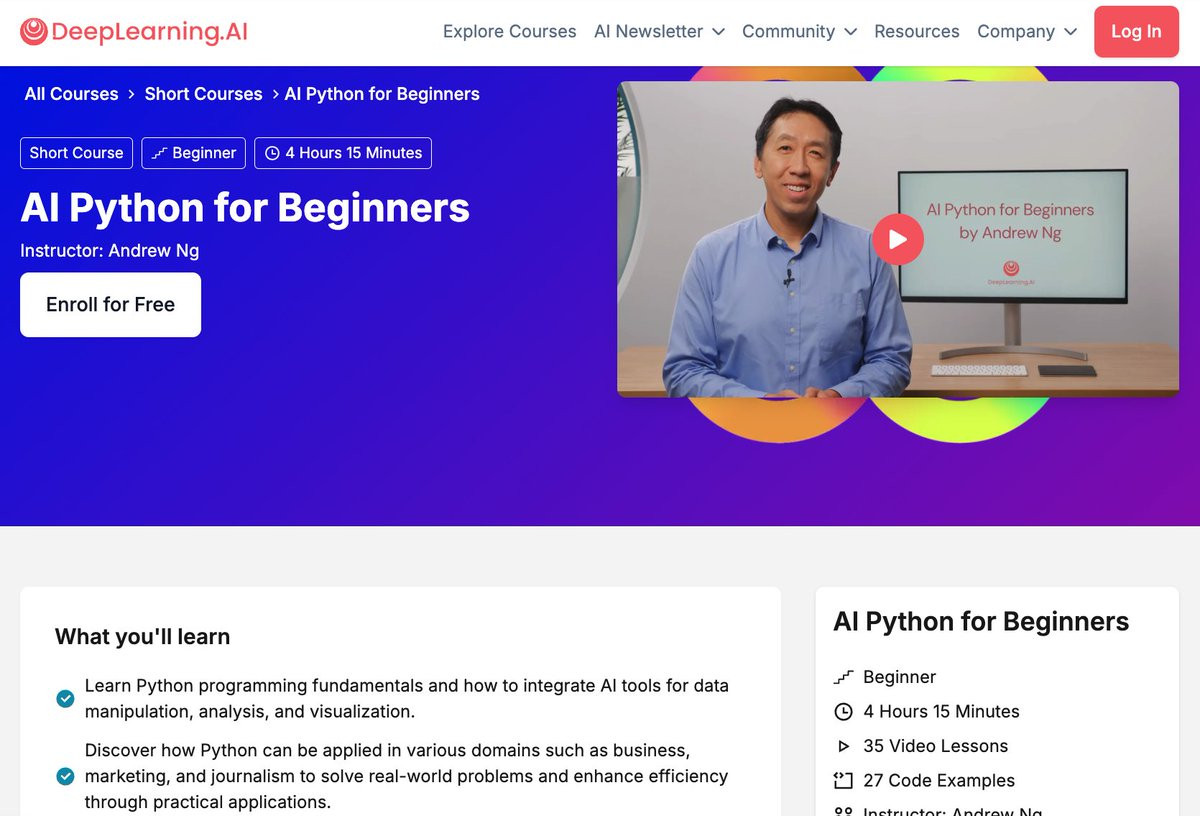 DeepLearning.AI
Explore Courses
AI Newsletter
Community
Resources
Company
Log In
All Courses > Short Courses > AI Python for Beginners
Short Course
Beginner
4 Hours 15 Minutes
AI Python for Beginners
Instructor: Andrew Ng
Enroll for Free
AI Python for Beginners
by Andrew Ng
DeepLearning.AI
What you'll learn
Learn Python programming fundamentals and how to integrate AI tools for data
manipulation, analysis, and visualization.
Discover how Python can be applied in various domains such as business,
marketing, and journalism to solve real-world problems and enhance efficiency
through practical applications.
AI Python for Beginners
Beginner
4 Hours 15 Minutes
35 Video Lessons
27 Code Examples
Instructor: Andrew Ng